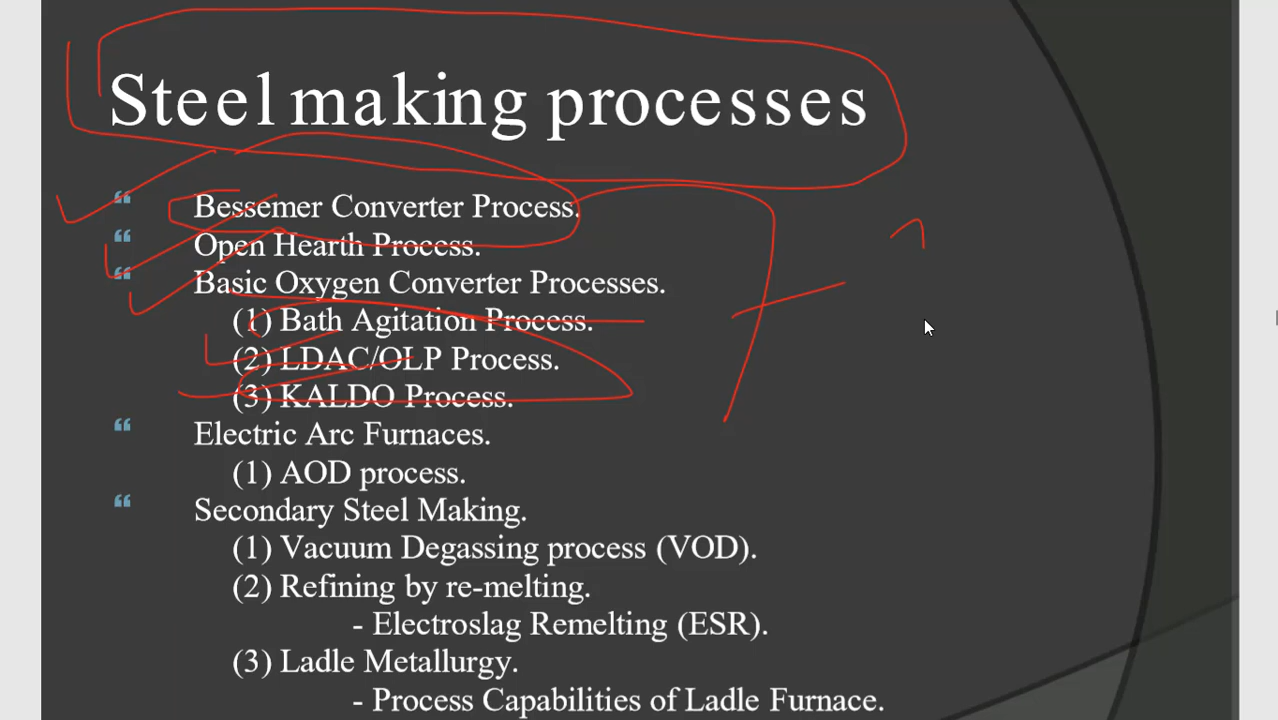 Steel making processes
Bessemer Converter Process.
Open Hearth Process.
Basic Oxygen Converter Processes.
(1) Bath Agitation Process.
(2) LDAC/OLP Process.
(3) KALDO Process.
Electric Arc Furnaces.
(1) AOD process.
Secondary Steel Making.
(1) Vacuum Degassing process (VOD).
(2) Refining by re-melting.
- Electroslag Remelting (ESR).
(3) Ladle Metallurgy.
- Process Capabilities of Ladle Furnace.